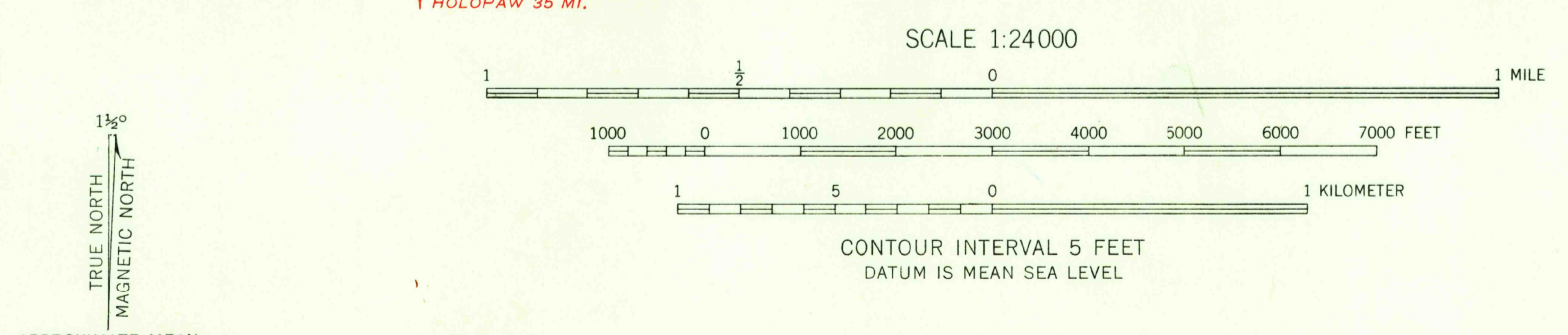 HOLOPAW 35 MI.
SCALE 1:24000
1 ½ 0 1 MILE
1000 0 1000 2000 3000 4000 5000 6000 7000 FEET
1 5 0 1 KILOMETER
CONTOUR INTERVAL 5 FEET
DATUM IS MEAN SEA LEVEL
1½°
TRUE NORTH
MAGNETIC NORTH